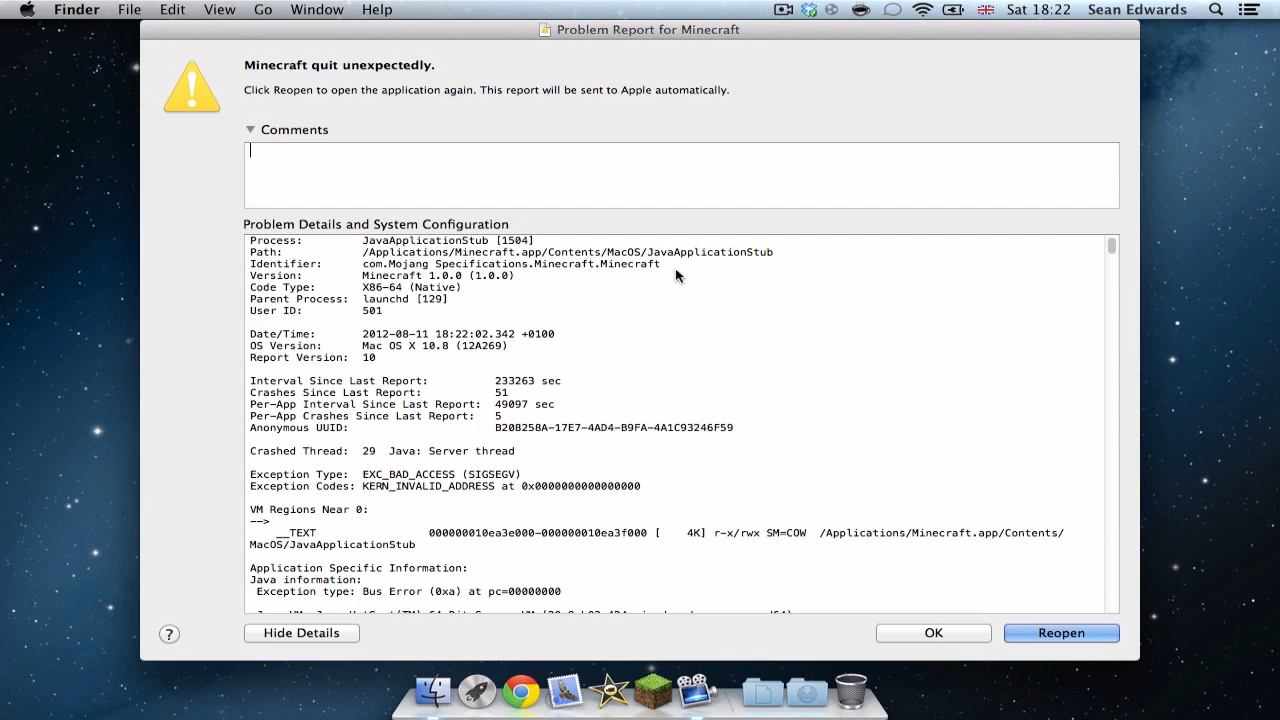 Finder File Edit View Go Window Help Sat 18:22 Sean Edwards
Problem Report for Minecraft
Minecraft quit unexpectedly.
Click Reopen to open the application again. This report will be sent to Apple automatically.
Comments
Problem Details and System Configuration
Process: JavaApplicationStub [1504]
Path: /Applications/Minecraft.app/Contents/MacOS/JavaApplicationStub
Identifier: com.Mojang Specifications.Minecraft.Minecraft
Version: Minecraft 1.0.0 (1.0.0)
Code Type: X86-64 (Native)
Parent Process: launchd [129]
User ID: 501
Date/Time: 2012-08-11 18:22:02.342 +0100
OS Version: Mac OS X 10.8 (12A269)
Report Version: 10
Interval Since Last Report: 233263 sec
Crashes Since Last Report: 51
Per-App Interval Since Last Report: 49097 sec
Per-App Crashes Since Last Report: 5
Anonymous UUID: B208258A-17E7-4AD4-B9FA-4A1C93246F59
Crashed Thread: 29 Java: Server thread
Exception Type: EXC_BAD_ACCESS (SIGSEGV)
Exception Codes: KERN_INVALID_ADDRESS at 0x0000000000000000
VM Regions Near 0:
-->
__TEXT 000000010ea3e000-000000010ea3f000 [ 4K] r-x/rwx SM=COW /Applications/Minecraft.app/Contents/
MacOS/JavaApplicationStub
Application Specific Information:
Java information:
Exception type: Bus Error (0xa) at pc=00000000
? Hide Details OK Reopen